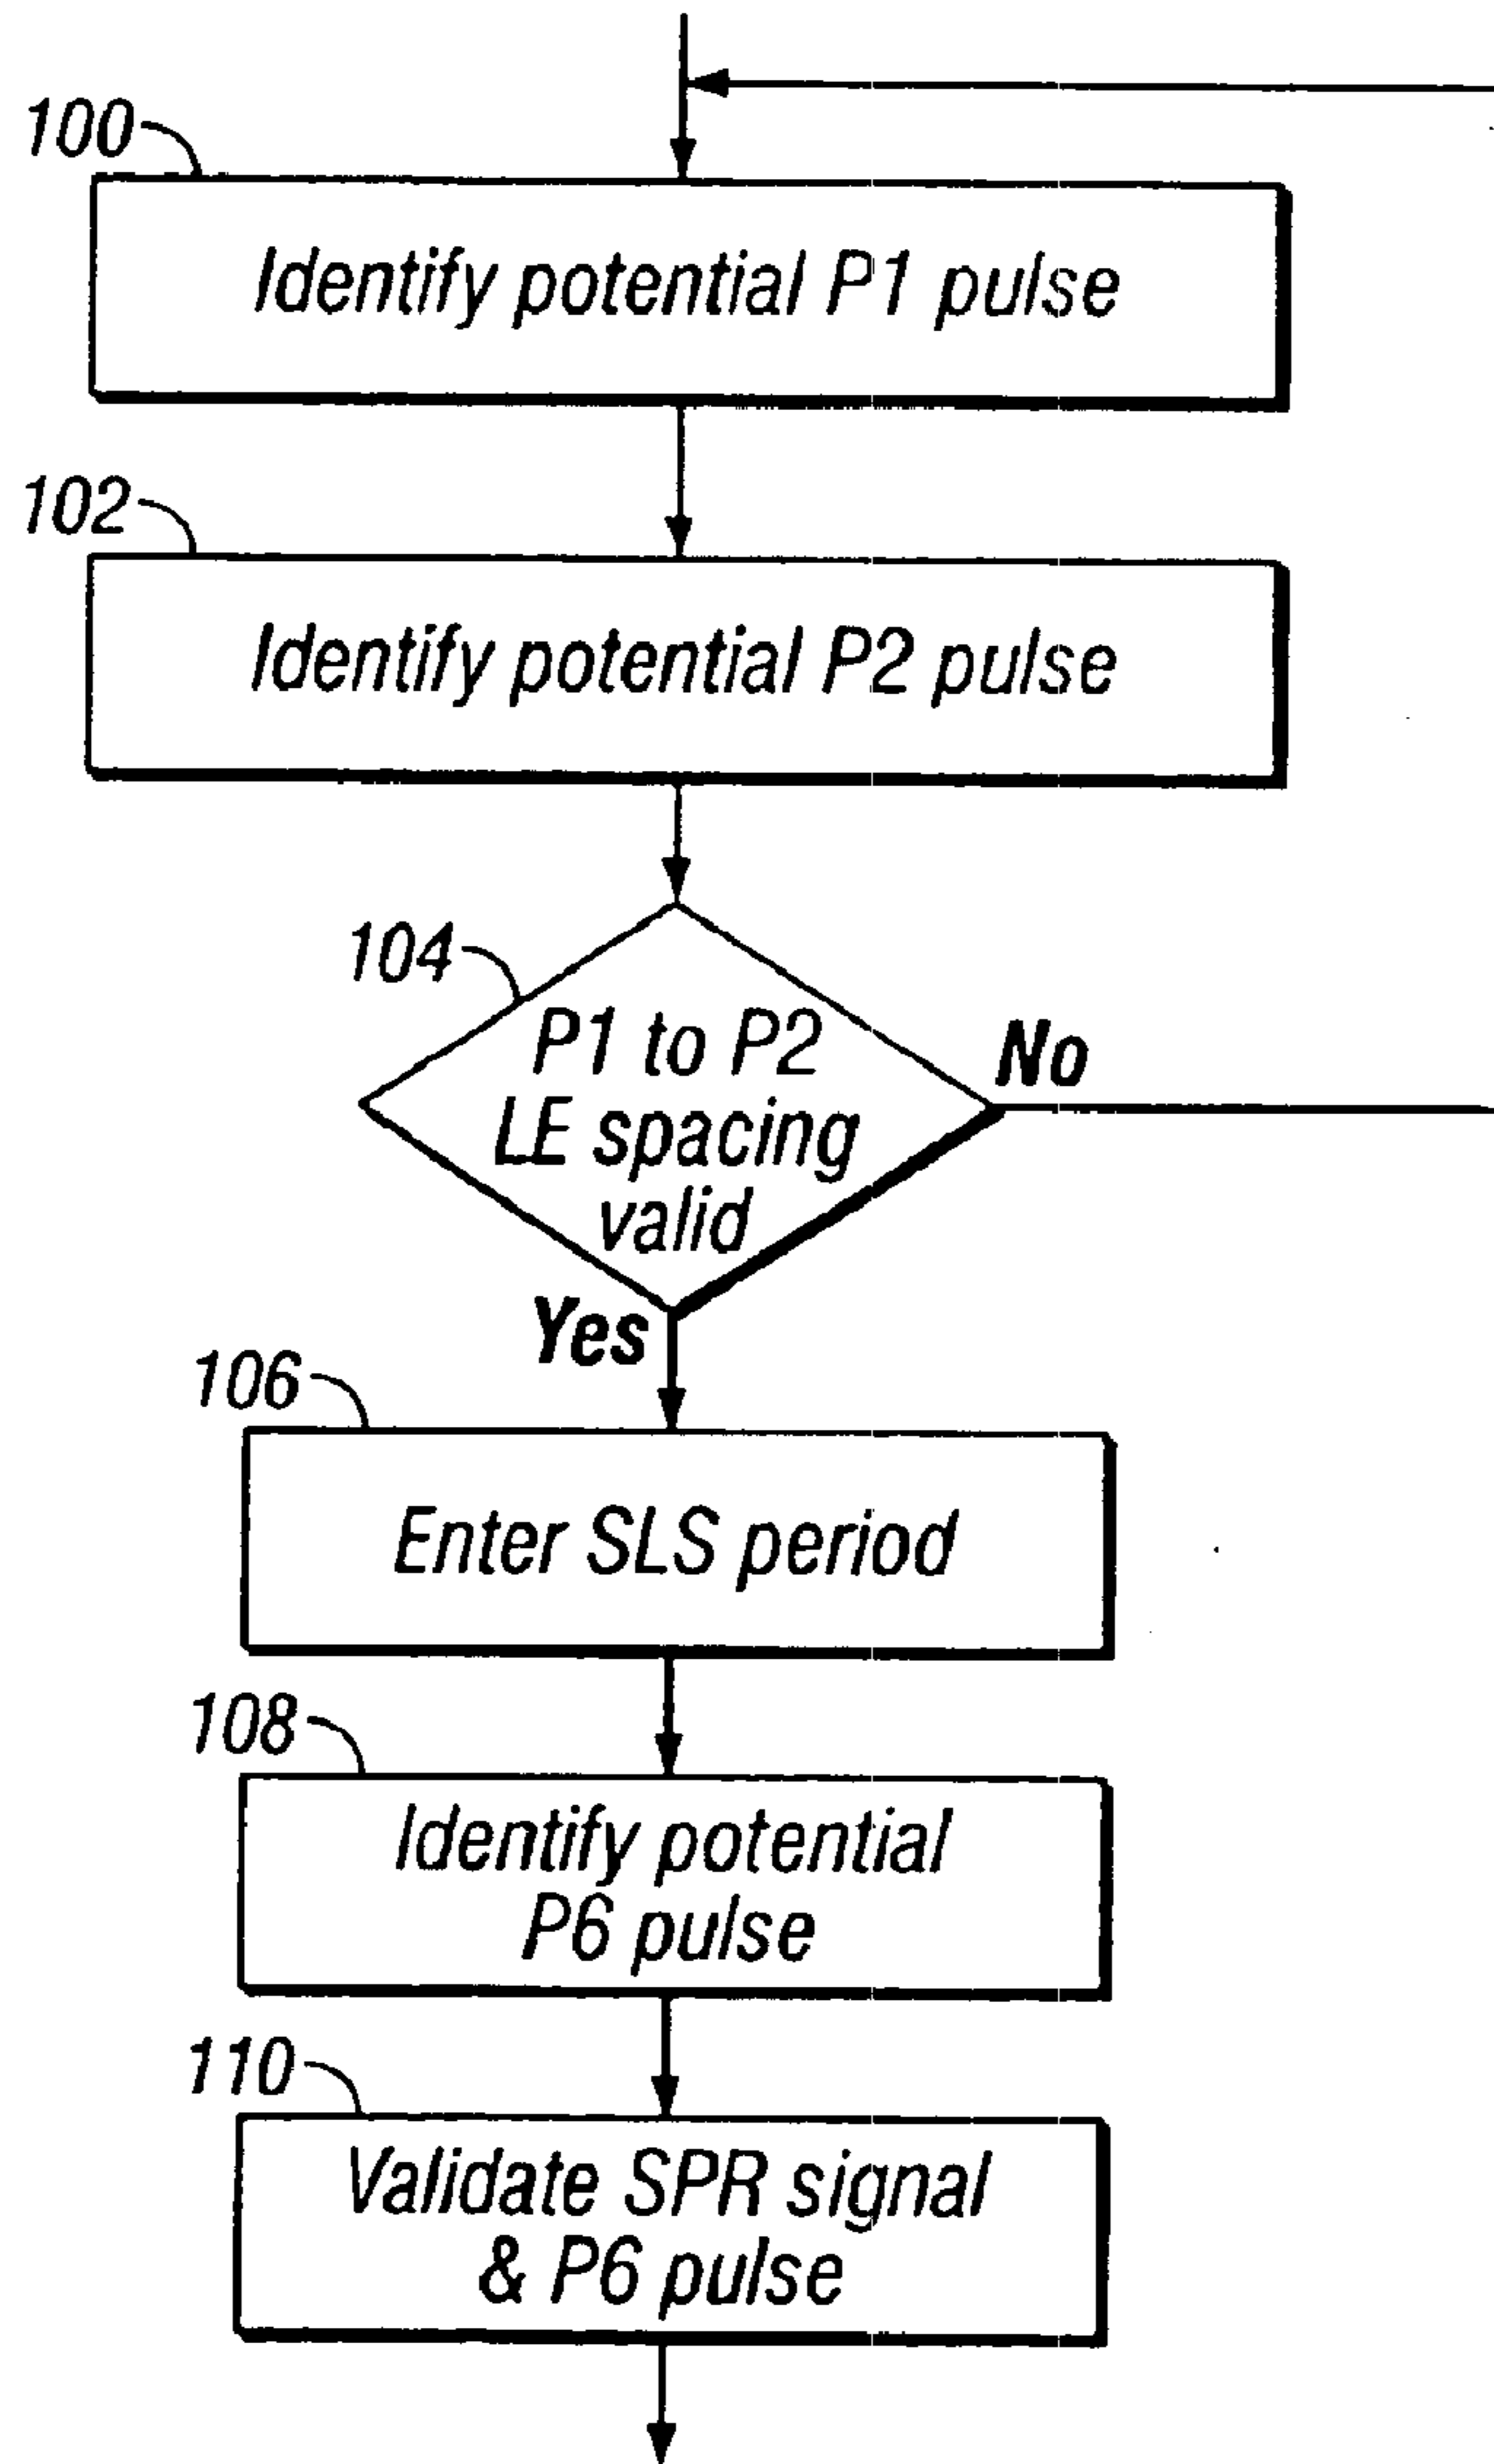 100
Identify potential P1 pulse
102
Identify potential P2 pulse
104
P1 to P2
LE spacing
valid
No
Yes
106
Enter SLS period
108
Identify potential
P6 pulse
110
Validate SPR signal
& P6 pulse